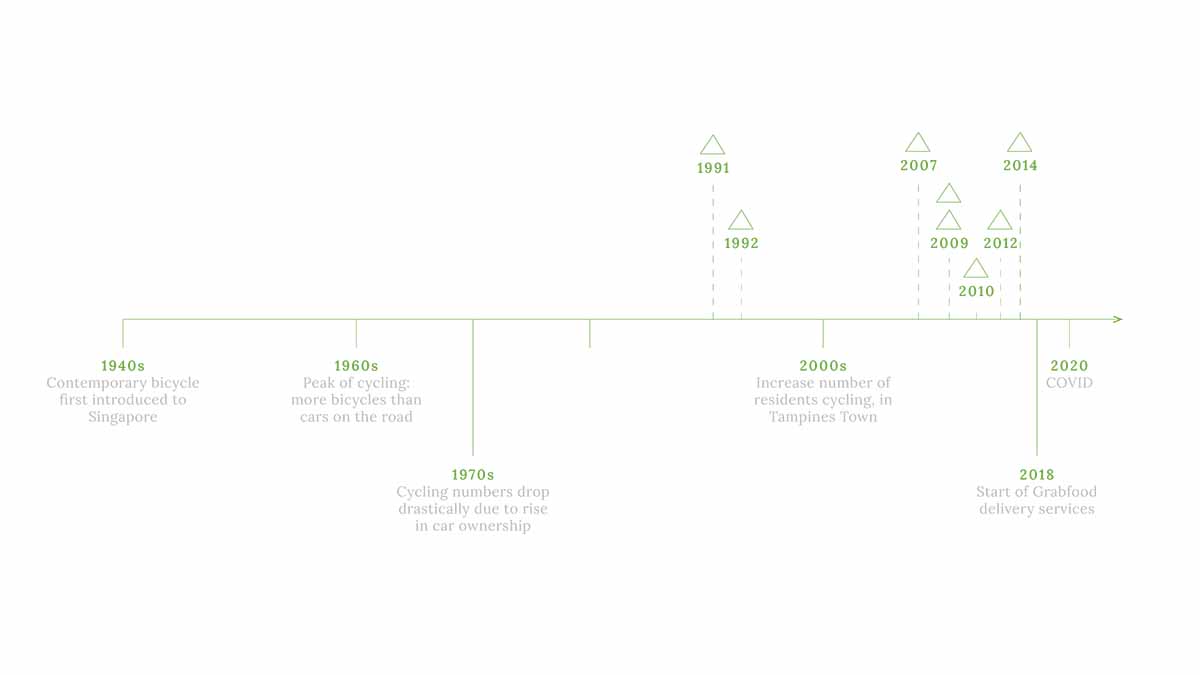 1991
2007
2014
1992
2009
2012
2010
1940s
Contemporary bicycle
first introduced to
Singapore
1960s
Peak of cycling:
more bicycles than
cars on the road
2000s
Increase number of
residents cycling, in
Tampines Town
2020
COVID
1970s
Cycling numbers drop
drastically due to rise
in car ownership
2018
Start of Grabfood
delivery services